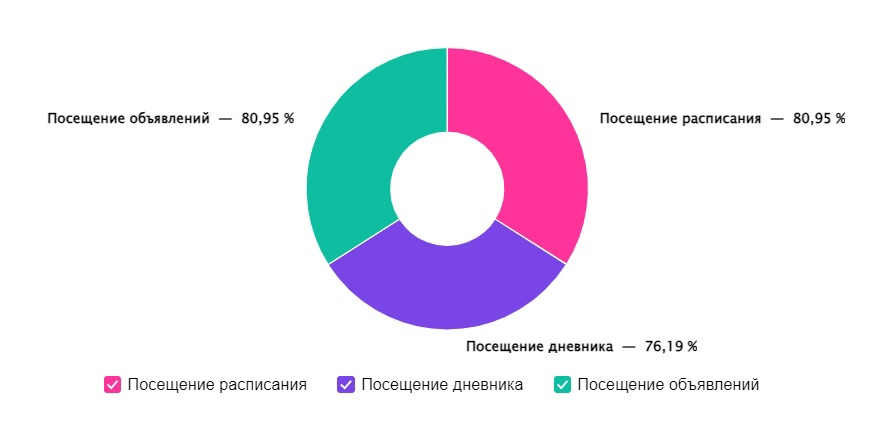 Посещение объявлений — 80,95 %
Посещение расписания — 80,95 %
Посещение дневника — 76,19 %
Посещение расписания
Посещение дневника
Посещение объявлений